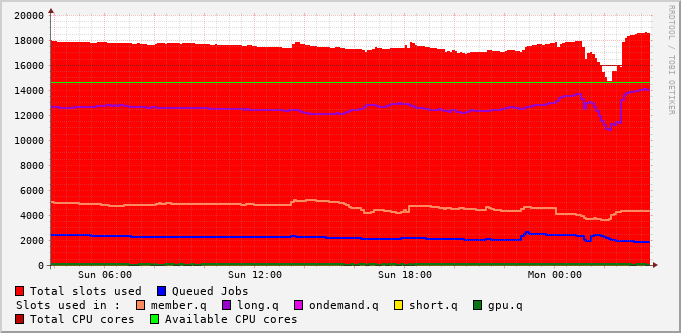 20000
18000
16000
14000
12000
10000
8000
6000
4000
2000
0
Sun 06:00 Sun 12:00 Sun 18:00 Mon 00:00
RRDTOOL / TOBI OETIKER
Total slots used Queued Jobs
Slots used in : member.q long.q ondemand.q short.q gpu.q
Total CPU cores Available CPU cores